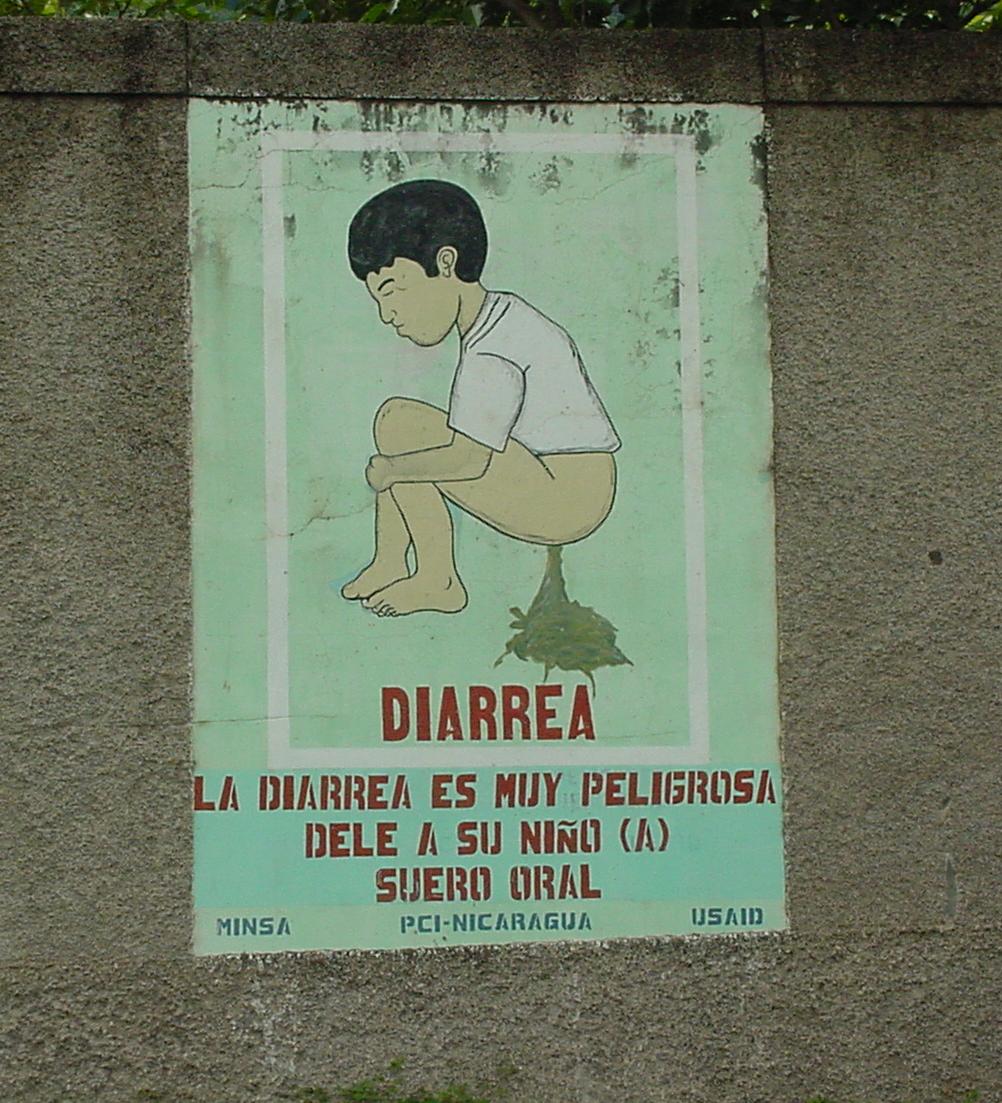 DIARREA
LA DIARREA ES MUY PELIGROSA
DELE A SU NIÑO (A)
SUERO ORAL
MINSA PCI-NICARAGUA USAID